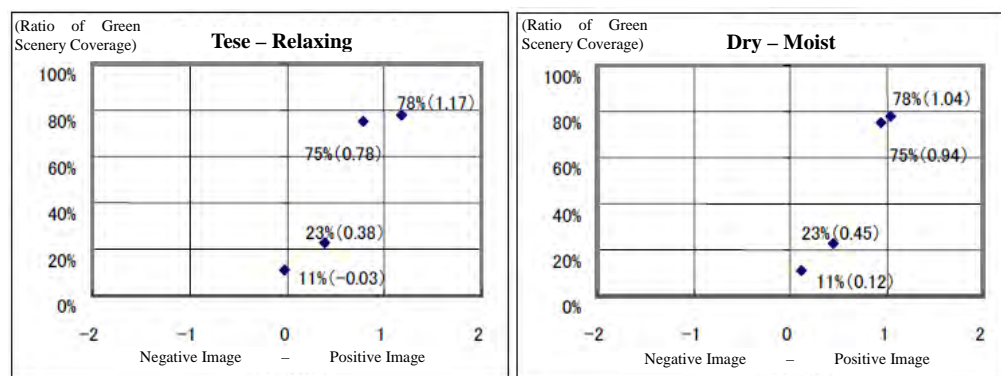 (Ratio of Green
Scenery Coverage)
Tese – Relaxing
100%
80%
60%
40%
20%
0%
78%(1.17)
75%(0.78)
23%(0.38)
11%(-0.03)
-2 -1 0 1 2
Negative Image – Positive Image
(Ratio of Green
Scenery Coverage)
Dry – Moist
100%
80%
60%
40%
20%
0%
78%(1.04)
75%(0.94)
23%(0.45)
11%(0.12)
-2 -1 0 1 2
Negative Image – Positive Image